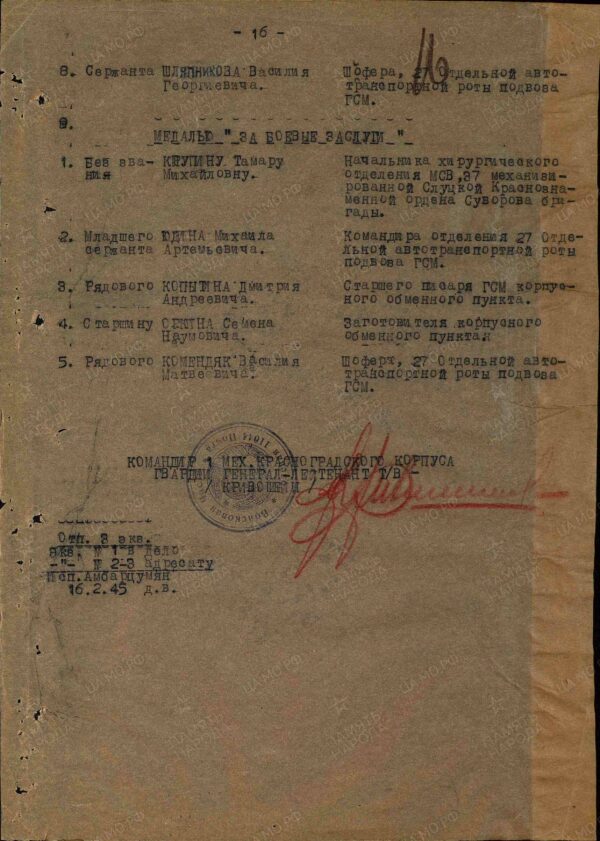 - 16 -
8. Сержанта ШЛЯПНИКОВА Василия Шофера, 27 Отдельной авто-
Георгиевича. транспортной роты подвоза
ГСМ.
9.
МЕДАЛЬЮ " ЗА БОЕВЫЕ ЗАСЛУГИ "
1. Без зва- КРУПИНУ Тамару Начальника хирургического
ния Михайловну. отделения МСВ,37 механизи-
рованной Слуцкой Краснозна-
менной ордена Суворова бри-
гады.
2. Младшего ЮДИНА Михаила Командира отделения 27 Отде-
сержанта Артемьевича. льной автотранспортной роты
подвоза ГСМ.
3. Рядового КОПЫТИНА Дмитрия Старшего писаря ГСМ корпус-
Андреевича. ного обменного пункта.
4. Старшину Семена Заготовителя корпусного
Наумовича. обменного пункта.
5. Рядового КОМЕНДЯК Василия Шофера, 27 Отдельной авто-
Матвеевича. транспортной роты подвоза
ГСМ.
КОМАНДИР 1 МЕХ.КРАСНОГРАДСКОГО КОРПУСА
ГВАРДИИ ГЕНЕРАЛ-ЛЕЙТЕНАНТ Т/В -
/ КРИВОШЕИН /
Отп. 3 экз.
Экз. № 1 в дело
-"- № 2-3 адресату
Исп.Амбарцумян
16.2.45 д.в.